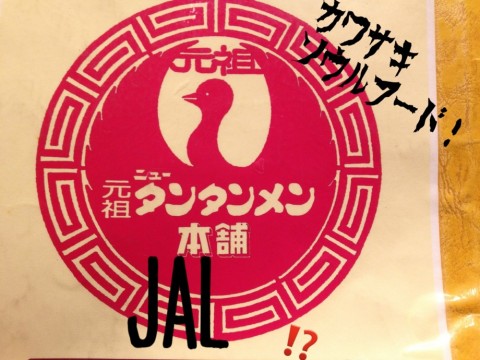 カワサキ
ソウルフード!
元祖
ニュー
元祖
タンタンメン
本舗
JAL
⁉️